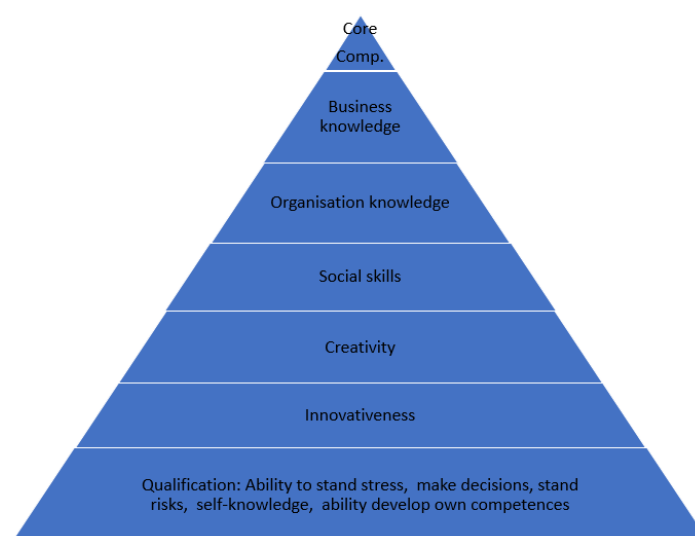 Core
Comp.
Business
knowledge
Organisation knowledge
Social skills
Creativity
Innovativeness
Qualification: Ability to stand stress, make decisions, stand
risks, self-knowledge, ability develop own competences